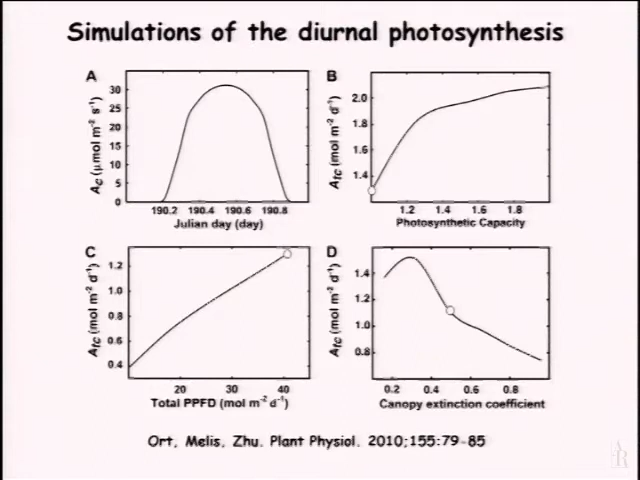 Simulations of the diurnal photosynthesis
A
Ac (μmol m-2 s-1)
30
25
20
15
10
5
0
190.2 190.4 190.6 190.8
Julian day (day)
B
Atc (mol m-2 d-1)
2.0
1.8
1.6
1.4
1.2 1.4 1.6 1.8
Photosynthetic Capacity
C
Atc (mol m-2 d-1)
1.2
1.0
0.8
0.6
0.4
20 30 40
Total PPFD (mol m-2 d-1)
D
Atc (mol m-2 d-1)
1.4
1.2
1.0
0.8
0.2 0.4 0.6 0.8
Canopy extinction coefficient
Ort, Melis, Zhu. Plant Physiol. 2010;155:79-85